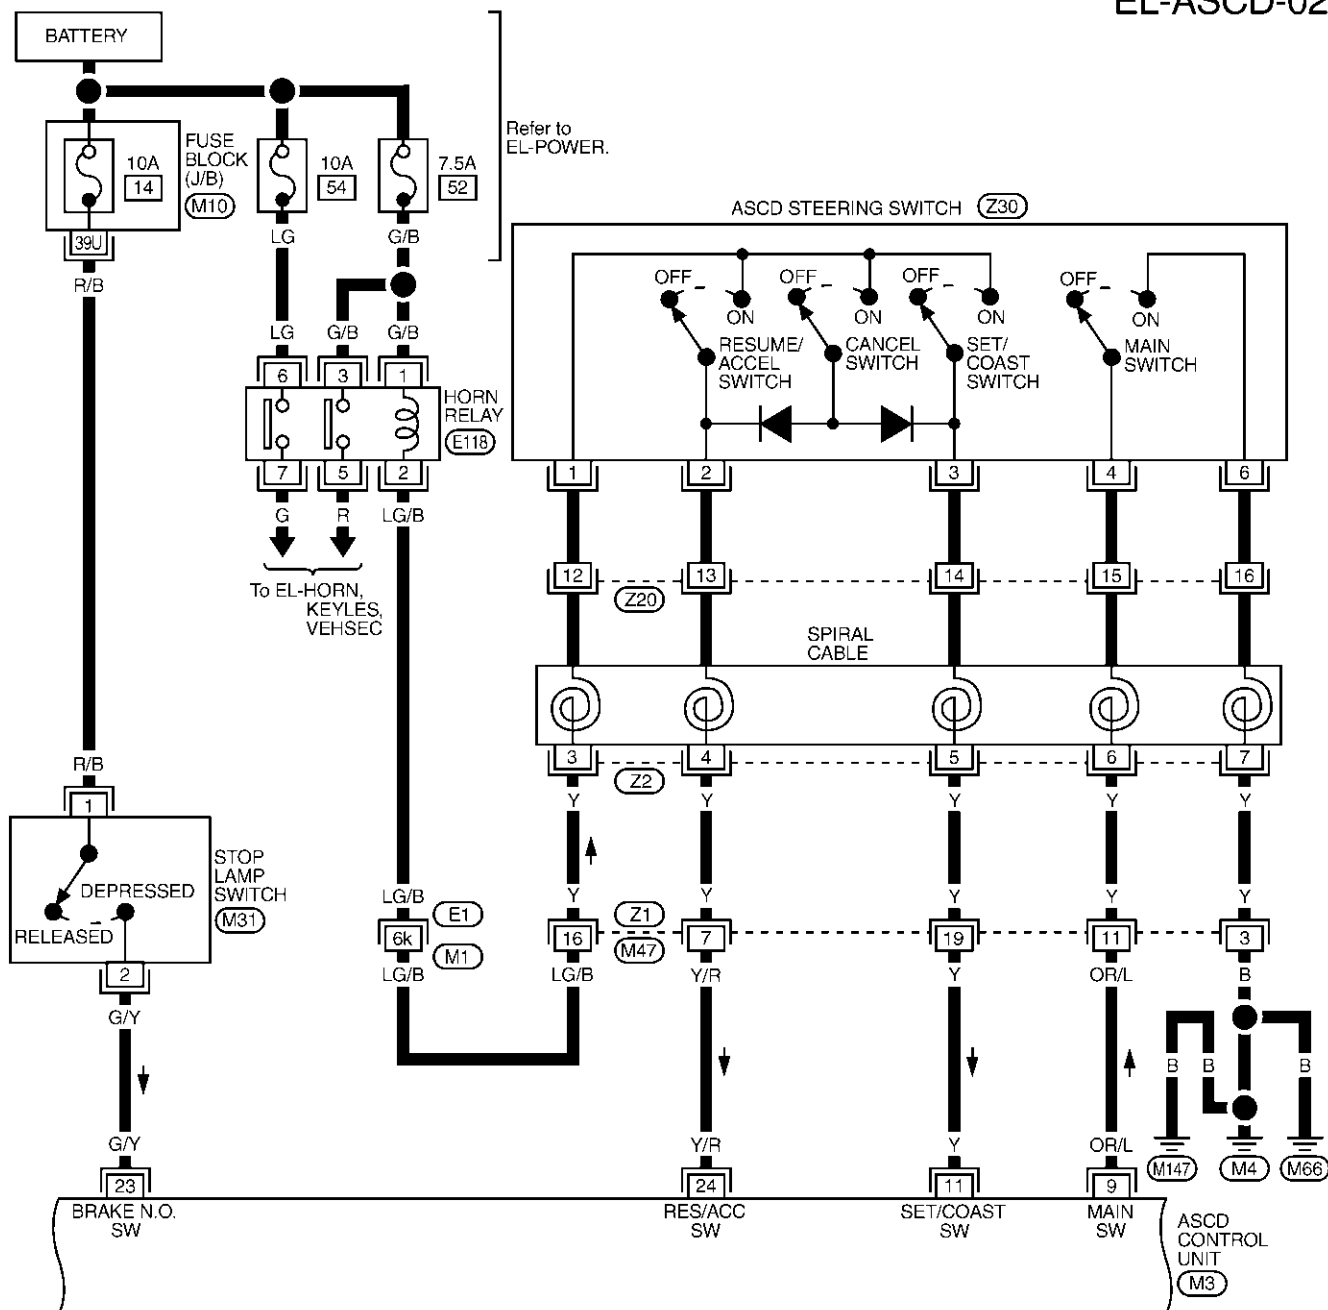 EL-ASCD-02
BATTERY
Refer to
EL-POWER.
FUSE
BLOCK
(J/B)
M10
10A
14
10A
54
7.5A
52
39U
R/B
LG
G/B
LG
G/B
G/B
6
3
1
HORN
RELAY
E118
7
5
2
G
R
LG/B
To EL-HORN,
KEYLES,
VEHSEC
ASCD STEERING SWITCH
Z30
OFF
ON
RESUME/
ACCEL
SWITCH
OFF
ON
CANCEL
SWITCH
OFF
ON
SET/
COAST
SWITCH
OFF
ON
MAIN
SWITCH
1
2
3
4
6
12
13
14
15
16
Z20
SPIRAL
CABLE
3
4
5
6
7
Z2
Y
Y
Y
Y
Y
R/B
1
STOP
LAMP
SWITCH
M31
DEPRESSED
RELEASED
2
G/Y
LG/B
E1
6k
M1
LG/B
Y
Y
Y
Y
Y
Z1
16
7
19
11
3
M47
LG/B
Y/R
Y
OR/L
B
B
B
B
G/Y
Y/R
Y
OR/L
M147
M4
M66
23
24
11
9
BRAKE N.O.
SW
RES/ACC
SW
SET/COAST
SW
MAIN
SW
ASCD
CONTROL
UNIT
M3